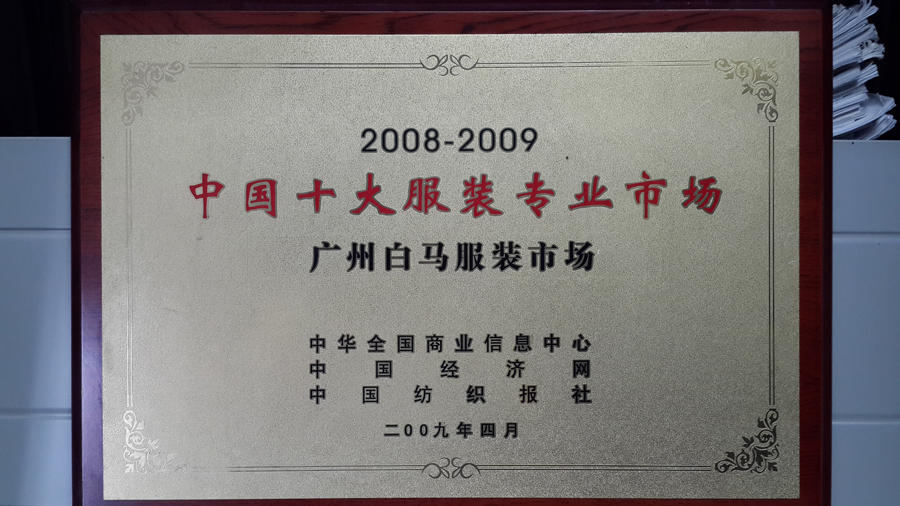 2008-2009
中国十大服装专业市场
广州白马服装市场
中华全国商业信息中心
中国经济网
中国纺织报社
二00九年四月